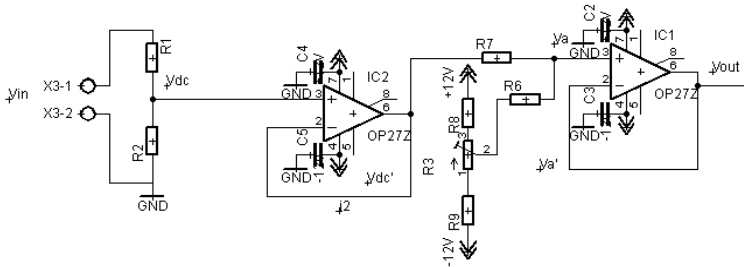 Vin
X3-1
X3-2
R1
Vdc
R2
GND
C4
GND
7
1
IC2
8
3
6
2
OP27Z
C5
4
5
GND
-1
Vdc'
i2
R7
+12V
R8
R6
3
2
R3
1
R9
-12V
Va
C2
GND
7
1
IC1
8
3
6
2
OP27Z
C3
4
5
GND
-1
Va'
Vout